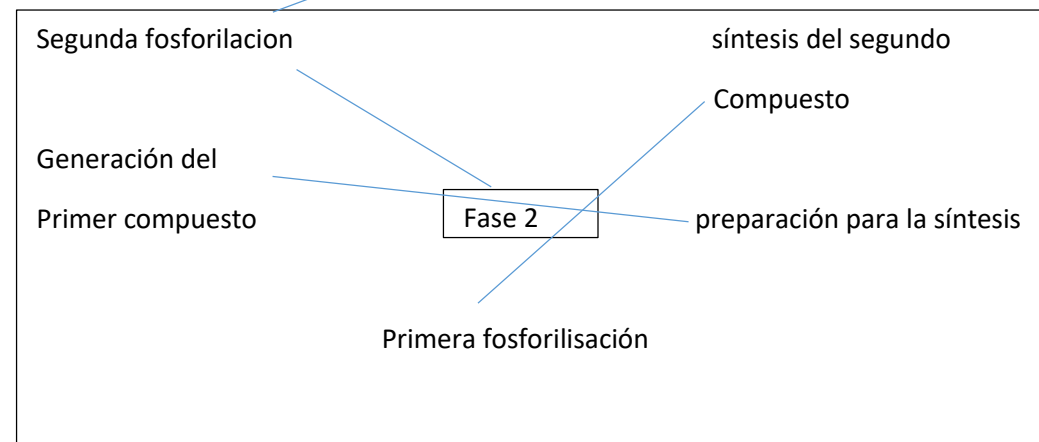 Segunda fosforilacion
síntesis del segundo
Compuesto
Generación del
Primer compuesto
Fase 2
preparación para la síntesis
Primera fosforilisación